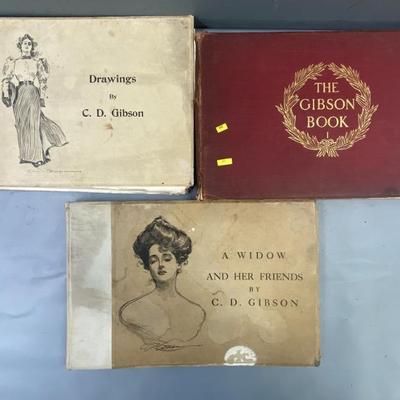 Drawings
By
C. D. Gibson
THE
GIBSON
BOOK
I
A WIDOW
AND HER FRIENDS
BY
C. D. GIBSON